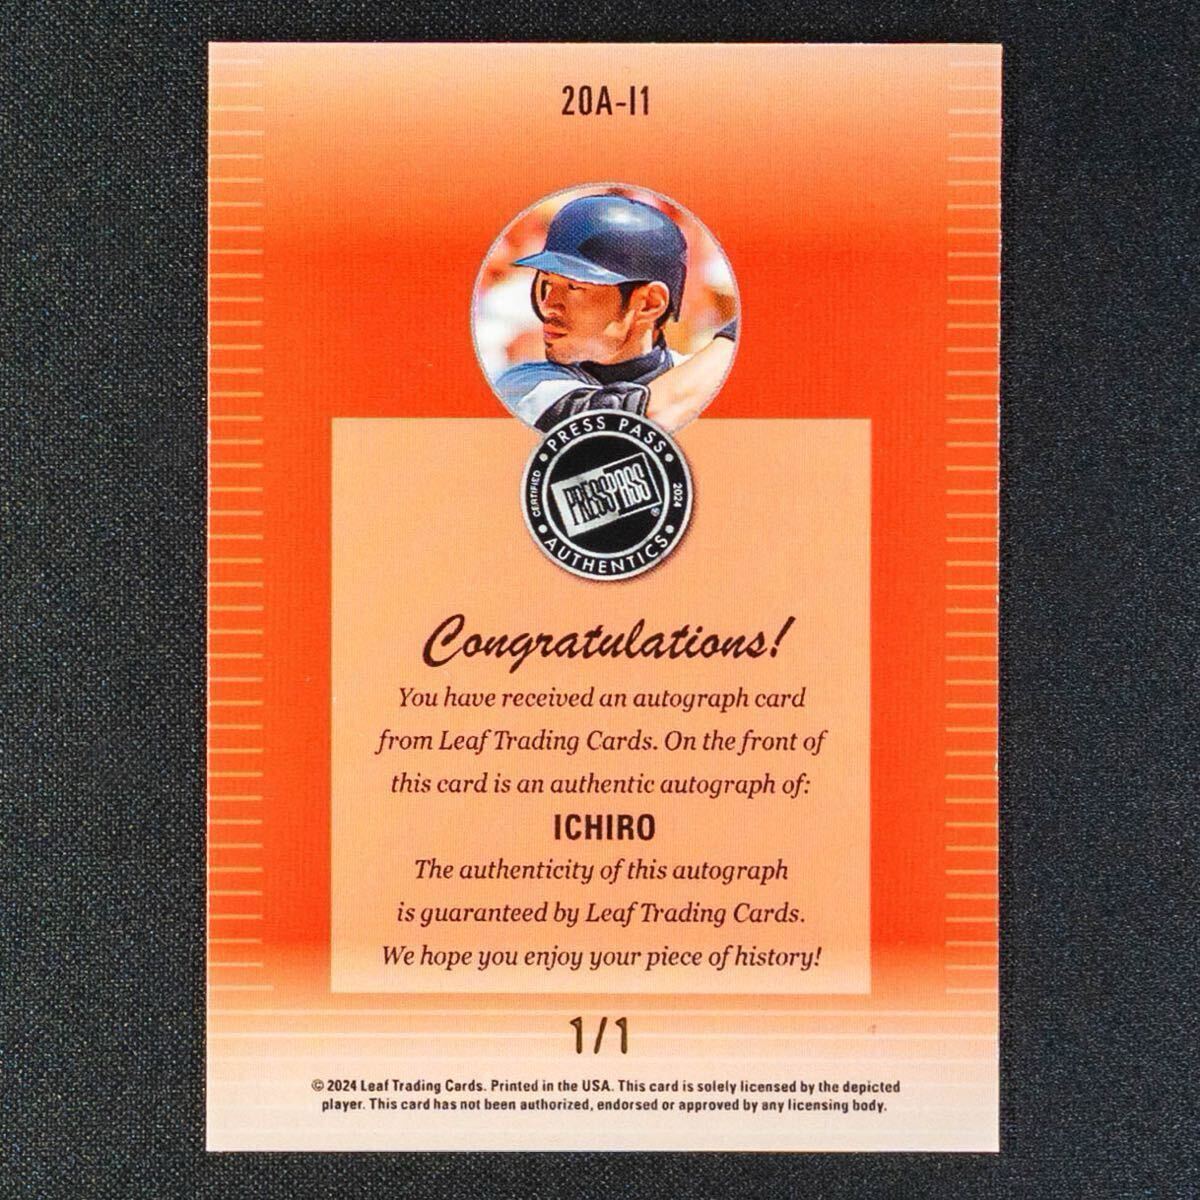 20A-I1
PRESS PASS
CERTIFIED
PRESS PASS ®
2024
AUTHENTICS
Congratulations!
You have received an autograph card
from Leaf Trading Cards. On the front of
this card is an authentic autograph of:
ICHIRO
The authenticity of this autograph
is guaranteed by Leaf Trading Cards.
We hope you enjoy your piece of history!
1/1
© 2024 Leaf Trading Cards. Printed in the USA. This card is solely licensed by the depicted
player. This card has not been authorized, endorsed or approved by any licensing body.